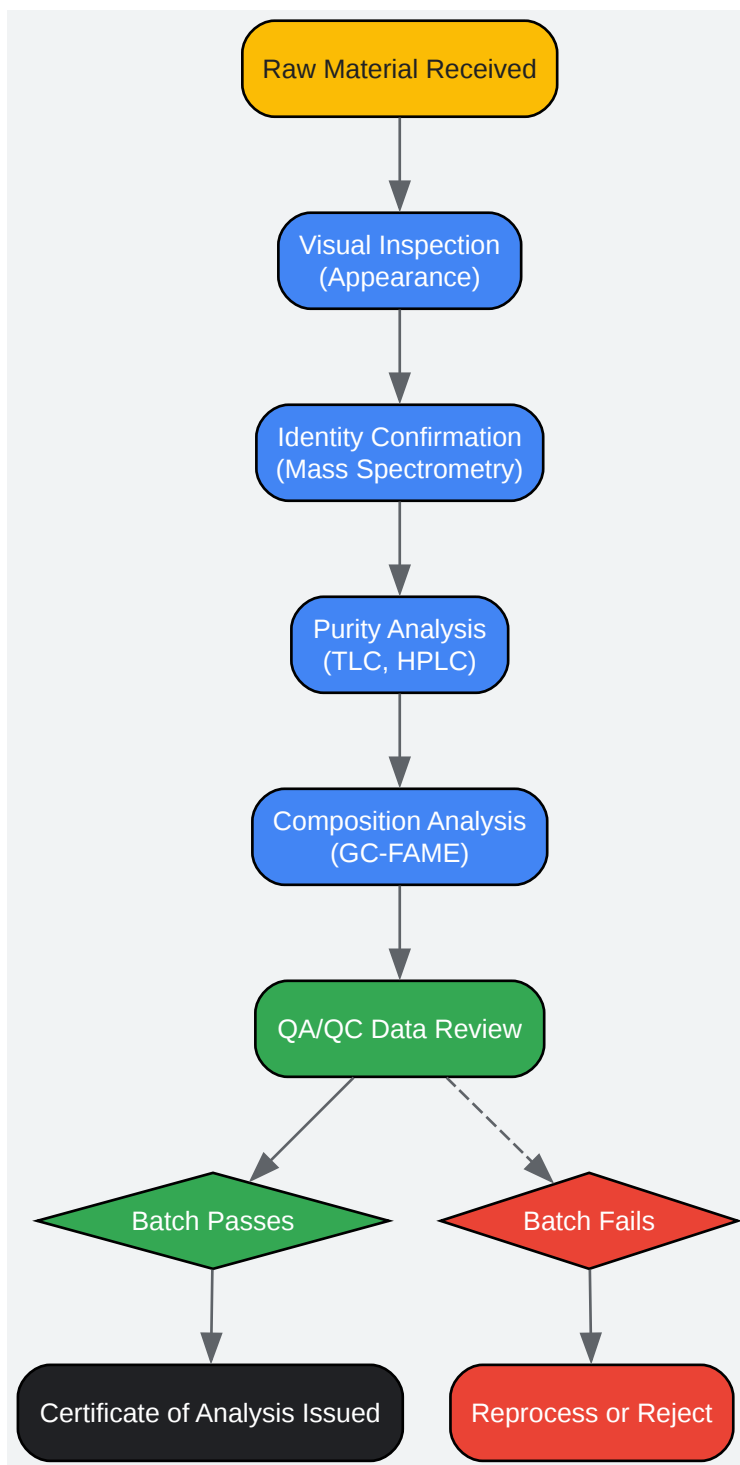 Raw Material Received
Visual Inspection
(Appearance)
Identity Confirmation
(Mass Spectrometry)
Purity Analysis
(TLC, HPLC)
Composition Analysis
(GC-FAME)
QA/QC Data Review
Batch Passes
Batch Fails
Certificate of Analysis Issued
Reprocess or Reject